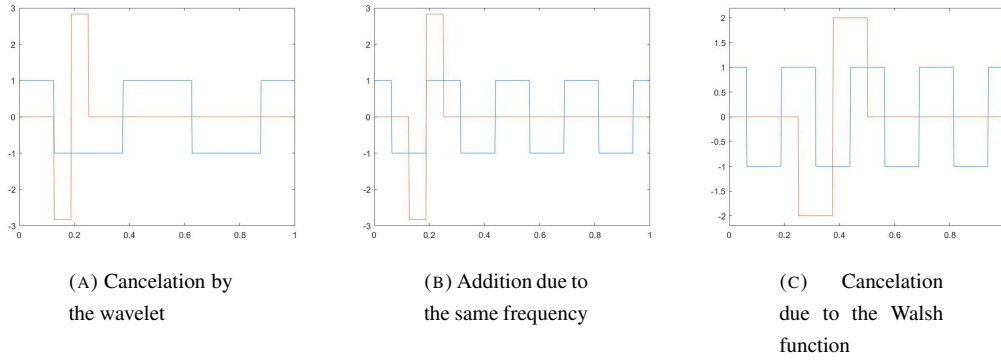 3
2
1
0
-1
-2
-3
0 0.2 0.4 0.6 0.8 1
3
2
1
0
-1
-2
-3
0 0.2 0.4 0.6 0.8 1
2
1.5
1
0.5
0
-0.5
-1
-1.5
-2
0 0.2 0.4 0.6 0.8
(A) Cancelation by
the wavelet
(B) Addition due to
the same frequency
(C) Cancelation
due to the Walsh
function